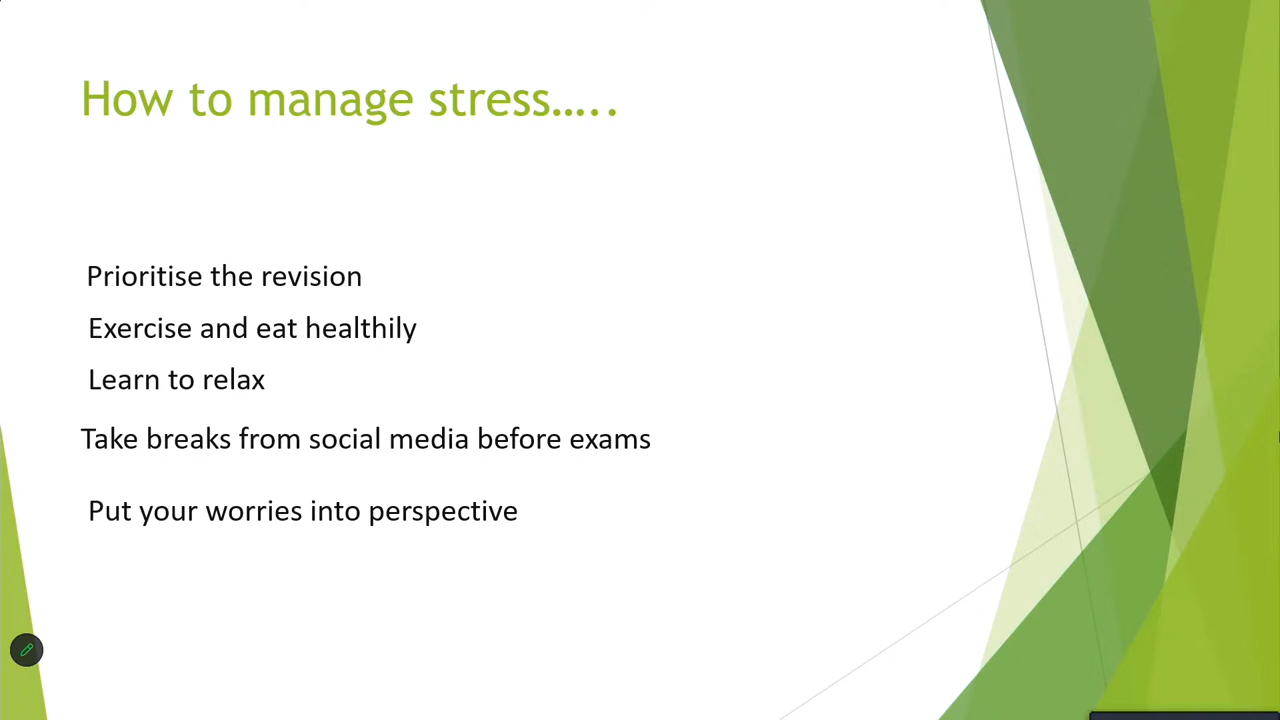 How to manage stress.....
Prioritise the revision
Exercise and eat healthily
Learn to relax
Take breaks from social media before exams
Put your worries into perspective